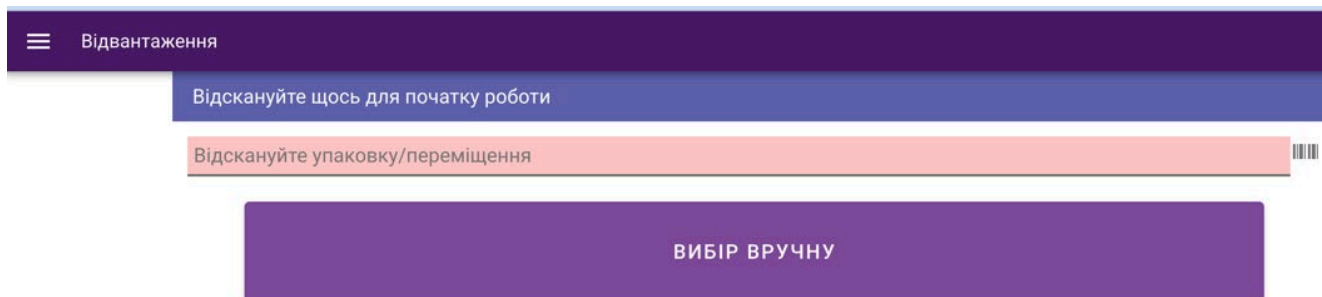 Відвантаження
Відскануйте щось для початку роботи
Відскануйте упаковку/переміщення
ВИБІР ВРУЧНУ